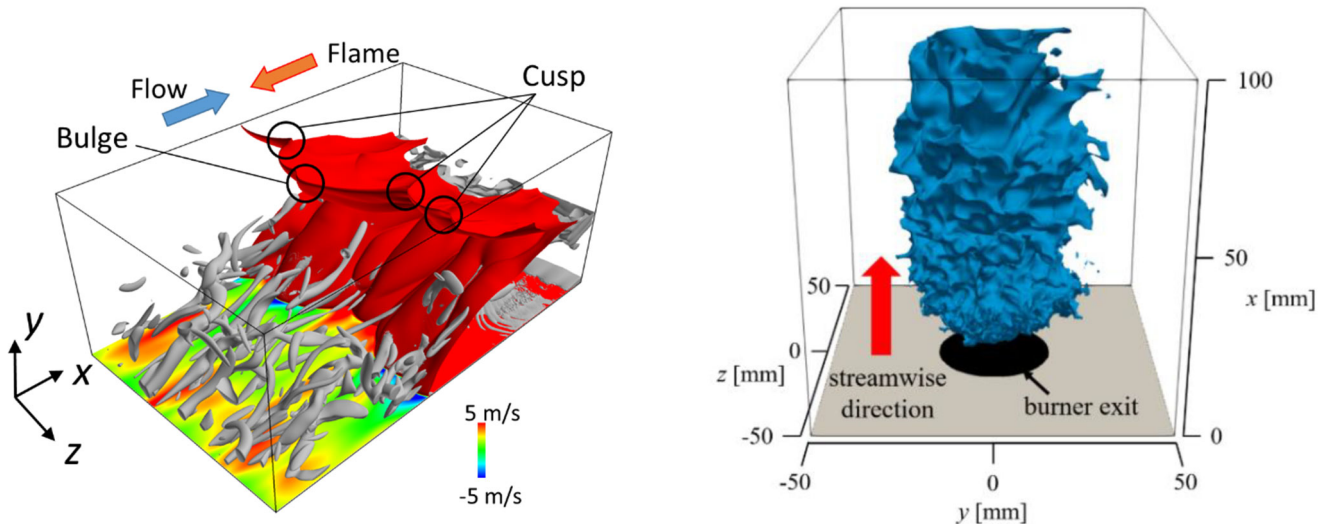 Flame
Flow
Cusp
Bulge
y
x
z
5 m/s
-5 m/s
100
50
x [mm]
0
50
0
z [mm]
-50
streamwise
direction
burner exit
-50
0
50
y [mm]